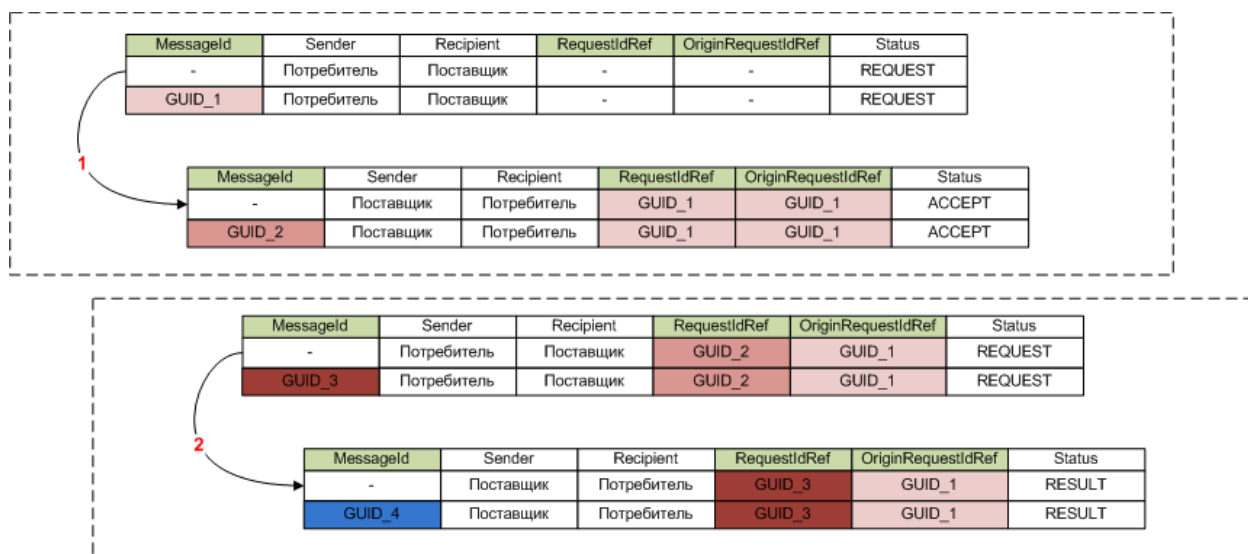 MessageId Sender Recipient RequestIdRef OriginRequestIdRef Status
- Потребитель Поставщик - - REQUEST
GUID_1 Потребитель Поставщик - - REQUEST
1
MessageId Sender Recipient RequestIdRef OriginRequestIdRef Status
- Поставщик Потребитель GUID_1 GUID_1 ACCEPT
GUID_2 Поставщик Потребитель GUID_1 GUID_1 ACCEPT
MessageId Sender Recipient RequestIdRef OriginRequestIdRef Status
- Потребитель Поставщик GUID_2 GUID_1 REQUEST
GUID_3 Потребитель Поставщик GUID_2 GUID_1 REQUEST
2
MessageId Sender Recipient RequestIdRef OriginRequestIdRef Status
- Поставщик Потребитель GUID_3 GUID_1 RESULT
GUID_4 Поставщик Потребитель GUID_3 GUID_1 RESULT